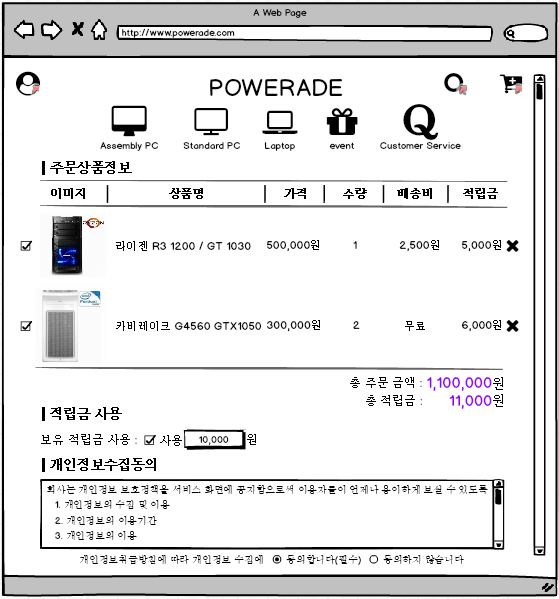 A Web Page
http://www.powerade.com
POWERADE
Assembly PC Standard PC Laptop event Customer Service
주문상품정보
이미지 상품명 가격 수량 배송비 적립금
라이젠 R3 1200 / GT 1030 500,000원 1 2,500원 5,000원
카비레이크 G4560 GTX1050 300,000원 2 무료 6,000원
총 주문 금액 : 1,100,000원
총 적립금 : 11,000원
적립금 사용
보유 적립금 사용 : 사용 10,000 원
개인정보수집동의
회사는 개인정보 보호정책을 서비스 화면에 공지함으로써 이용자들이 언제나 용이하게 보실 수 있도록
1. 개인정보의 수집 및 이용
2. 개인정보의 이용기간
3. 개인정보의 이용
개인정보취급방침에 따라 개인정보 수집에 동의합니다(필수) 동의하지 않습니다